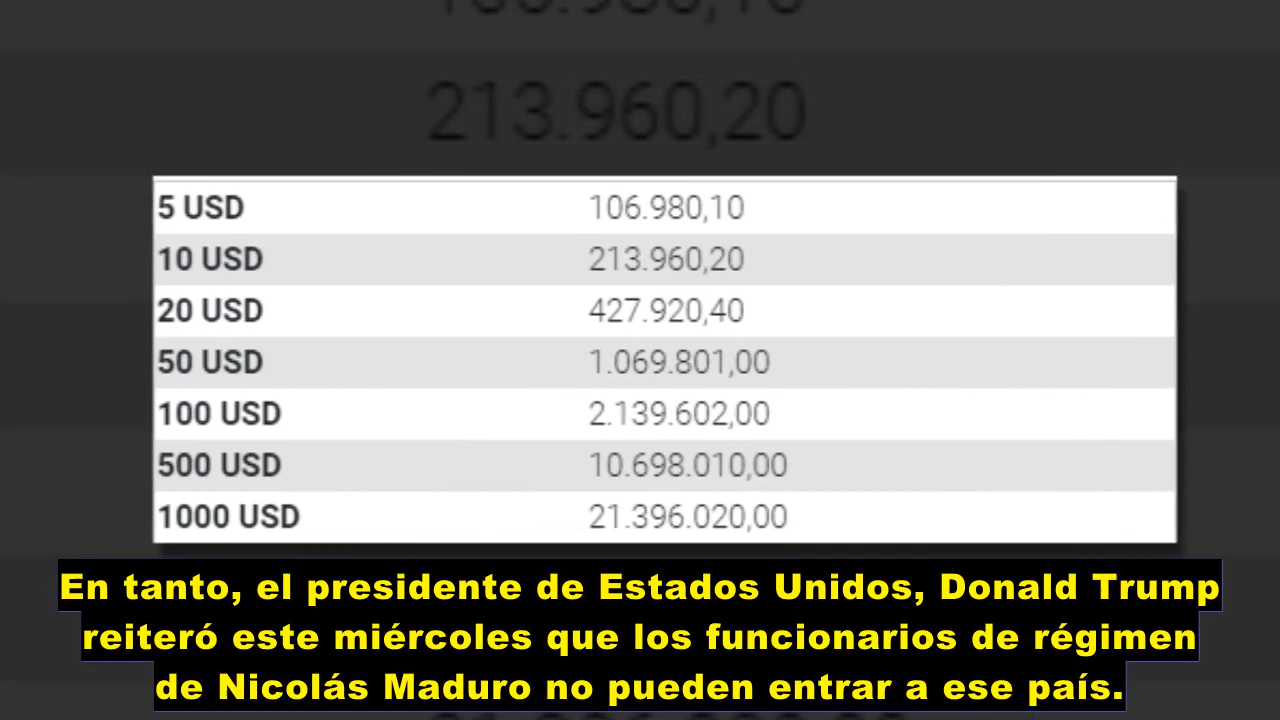 213.960,20
5 USD 106.980,10
10 USD 213.960,20
20 USD 427.920,40
50 USD 1.069.801,00
100 USD 2.139.602,00
500 USD 10.698.010,00
1000 USD 21.396.020,00
En tanto, el presidente de Estados Unidos, Donald Trump
reiteró este miércoles que los funcionarios de régimen
de Nicolás Maduro no pueden entrar a ese país.